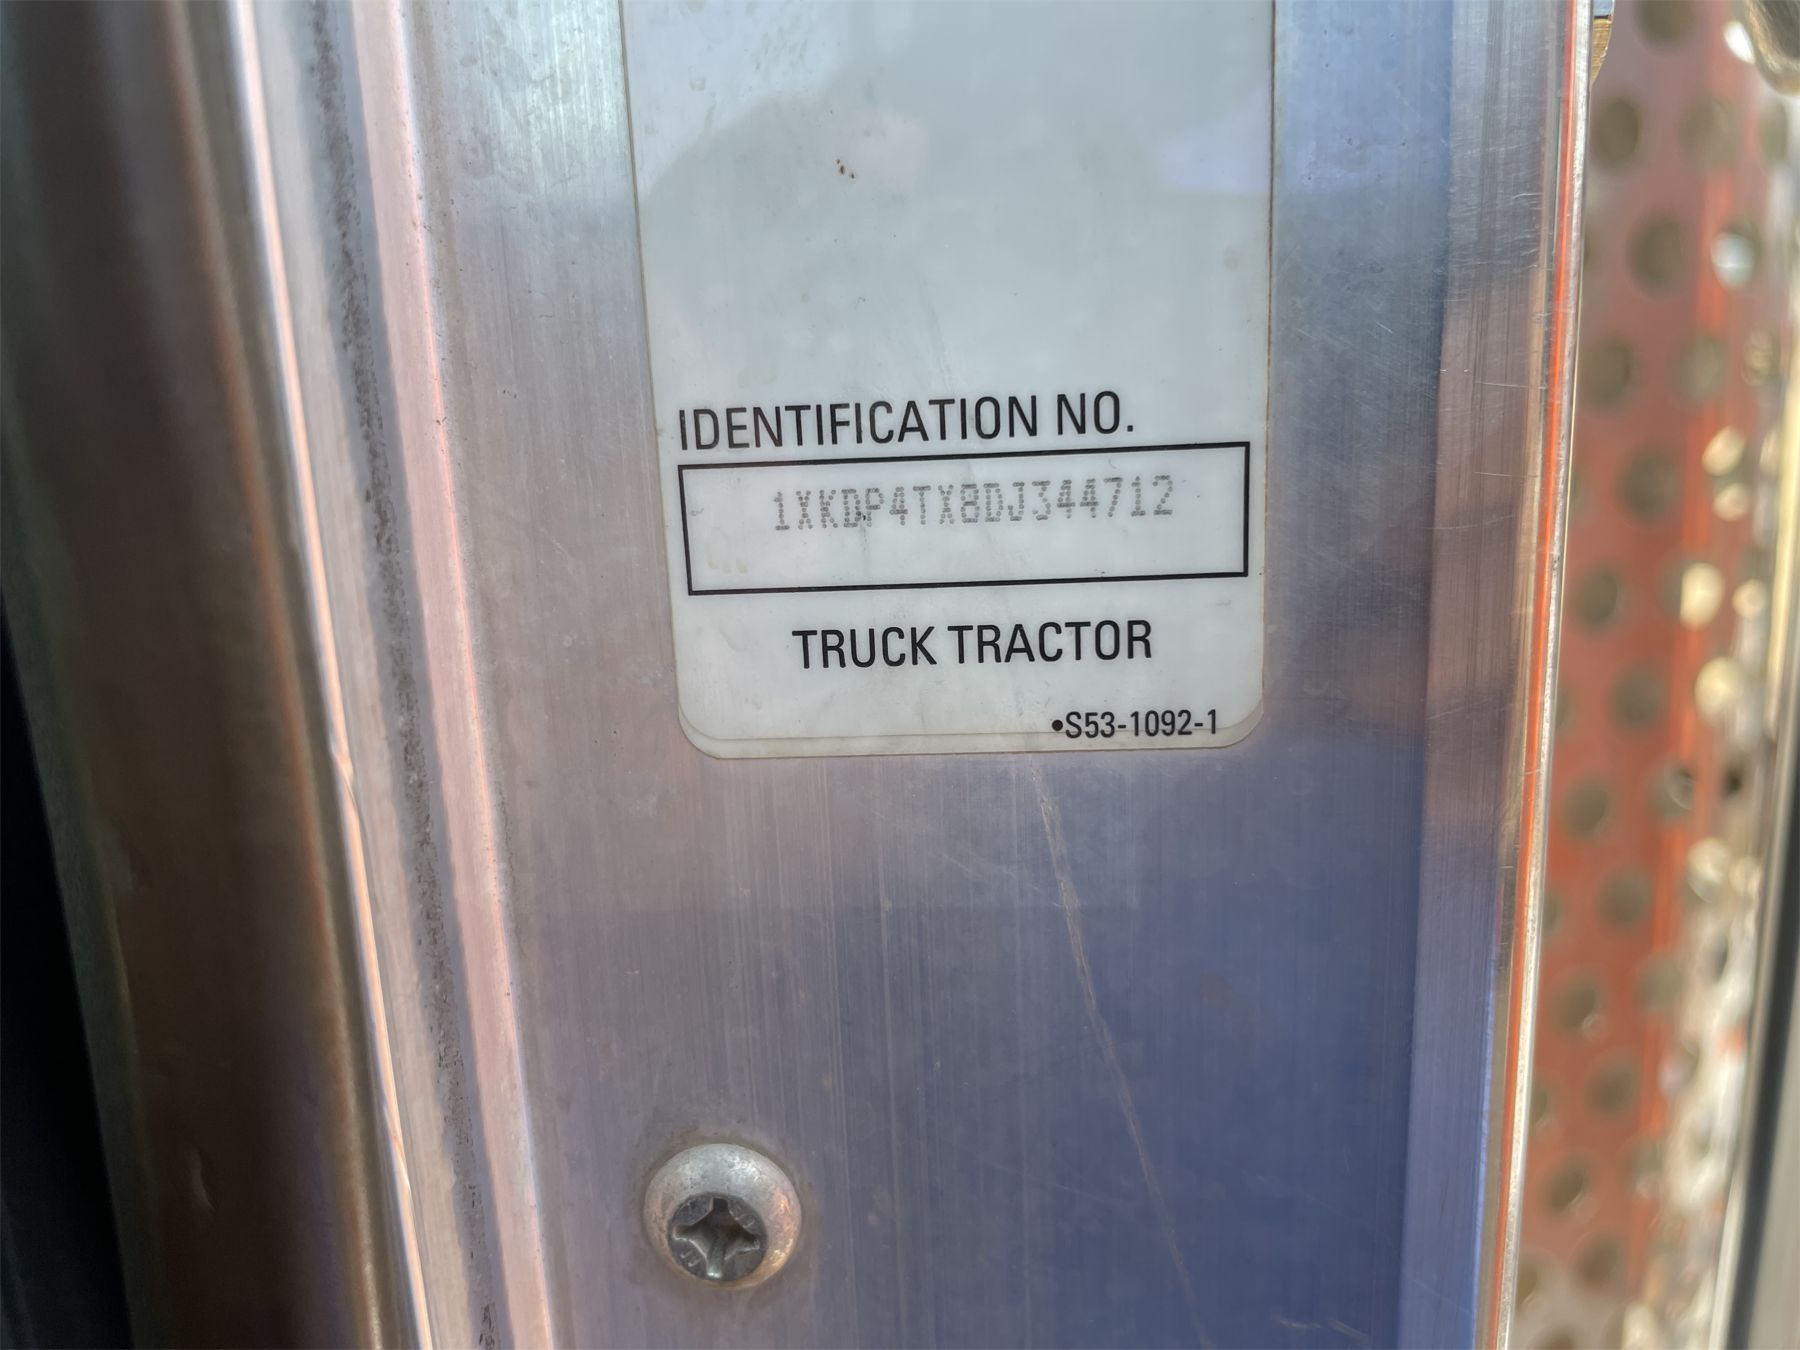 IDENTIFICATION NO.
1XKDP4TX8DJ344712
TRUCK TRACTOR
•S53-1092-1